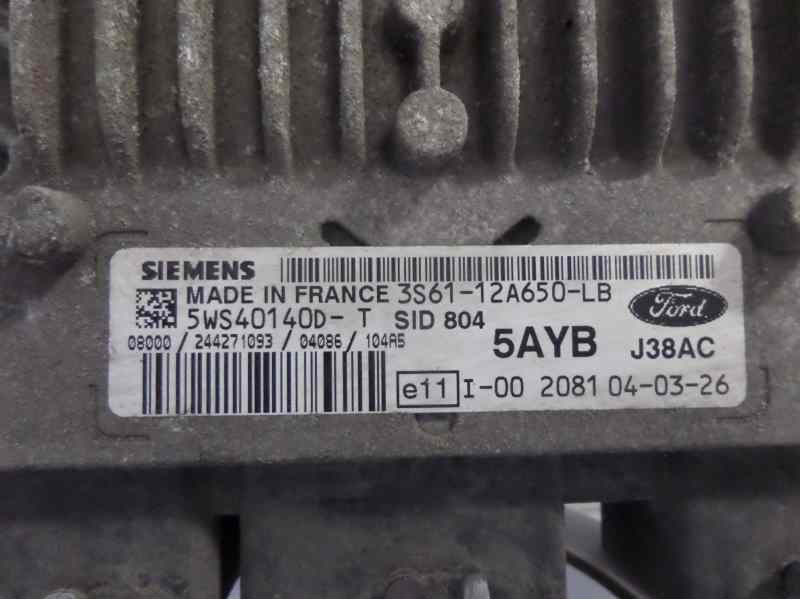 SIEMENS
MADE IN FRANCE 3S61-12A650-LB
5WS40140D- T SID 804
Ford
08000 / 244271093 / 04086 / 104A5
5AYB J38AC
e11 I-00 2081 04-03-26